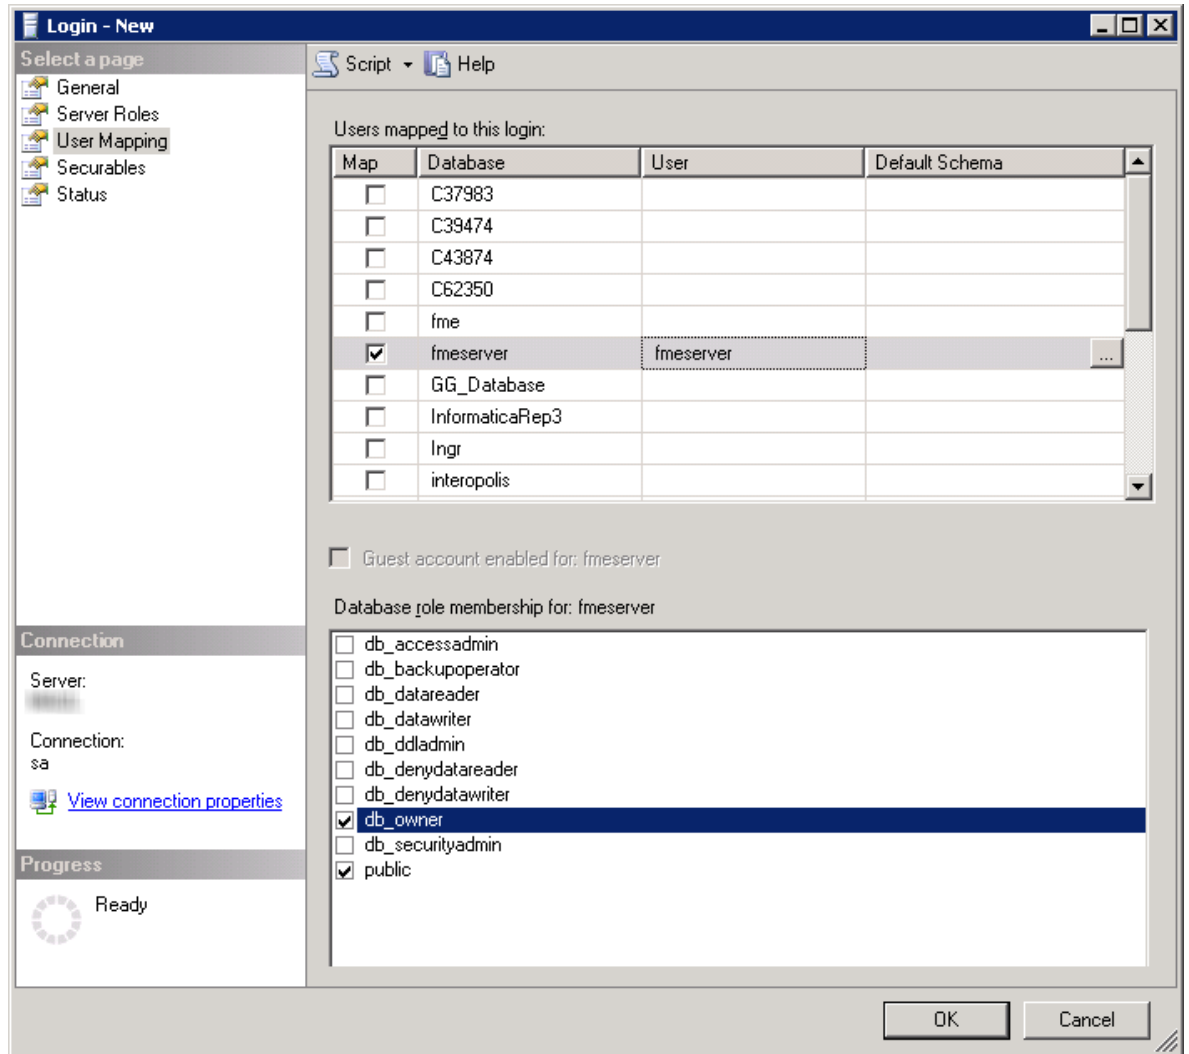 Login - New
Select a page
General
Server Roles
User Mapping
Securables
Status
Script Help
Users mapped to this login:
Map Database User Default Schema
C37983
C39474
C43874
C62350
fme
fmeserver fmeserver ...
GG_Database
InformaticaRep3
Ingr
interopolis
Guest account enabled for: fmeserver
Database role membership for: fmeserver
db_accessadmin
db_backupoperator
db_datareader
db_datawriter
db_ddladmin
db_denydatareader
db_denydatawriter
db_owner
db_securityadmin
public
Connection
Server:
Connection:
sa
View connection properties
Progress
Ready
OK Cancel